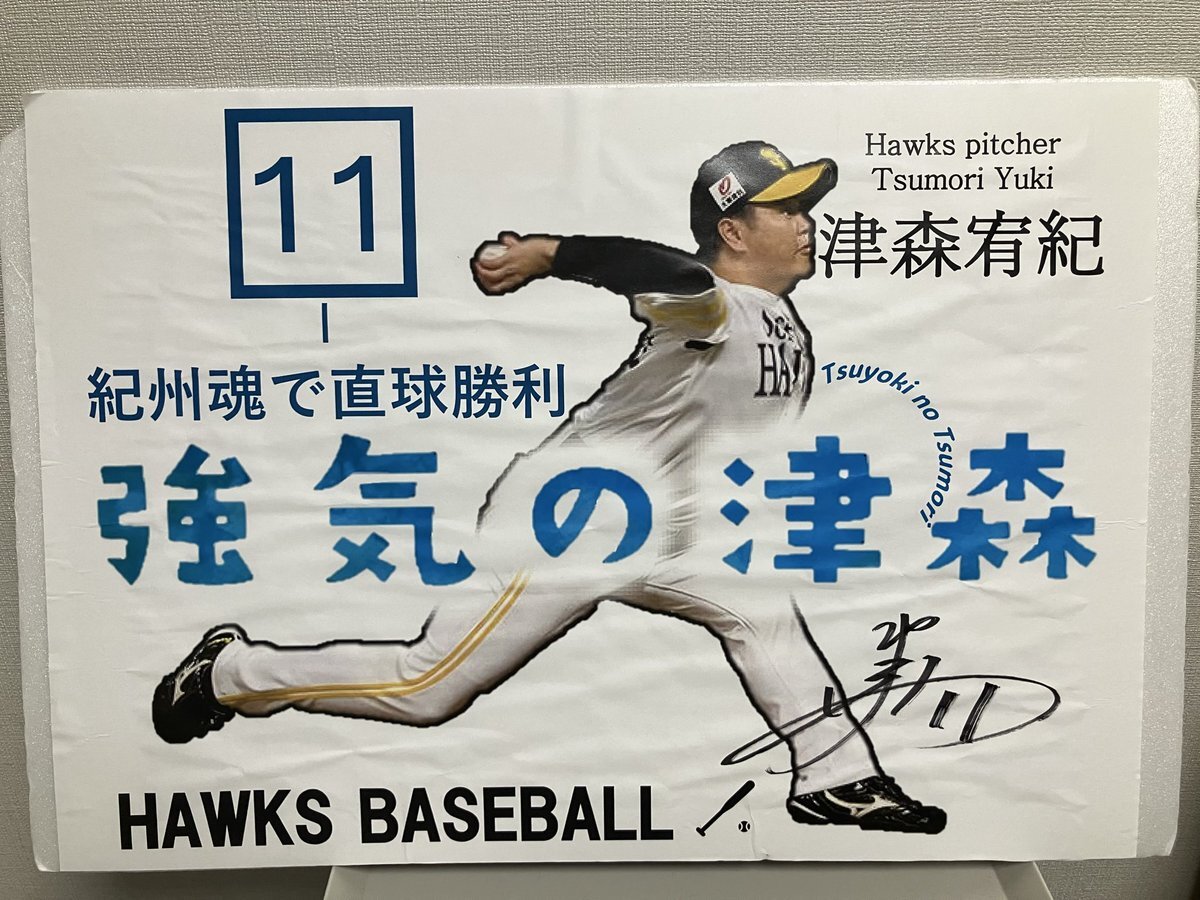 11
Hawks pitcher
Tsumori Yuki
津森宥紀
紀州魂で直球勝利
Tsuyoki no Tsumori
強気の津森
11
HAWKS BASEBALL